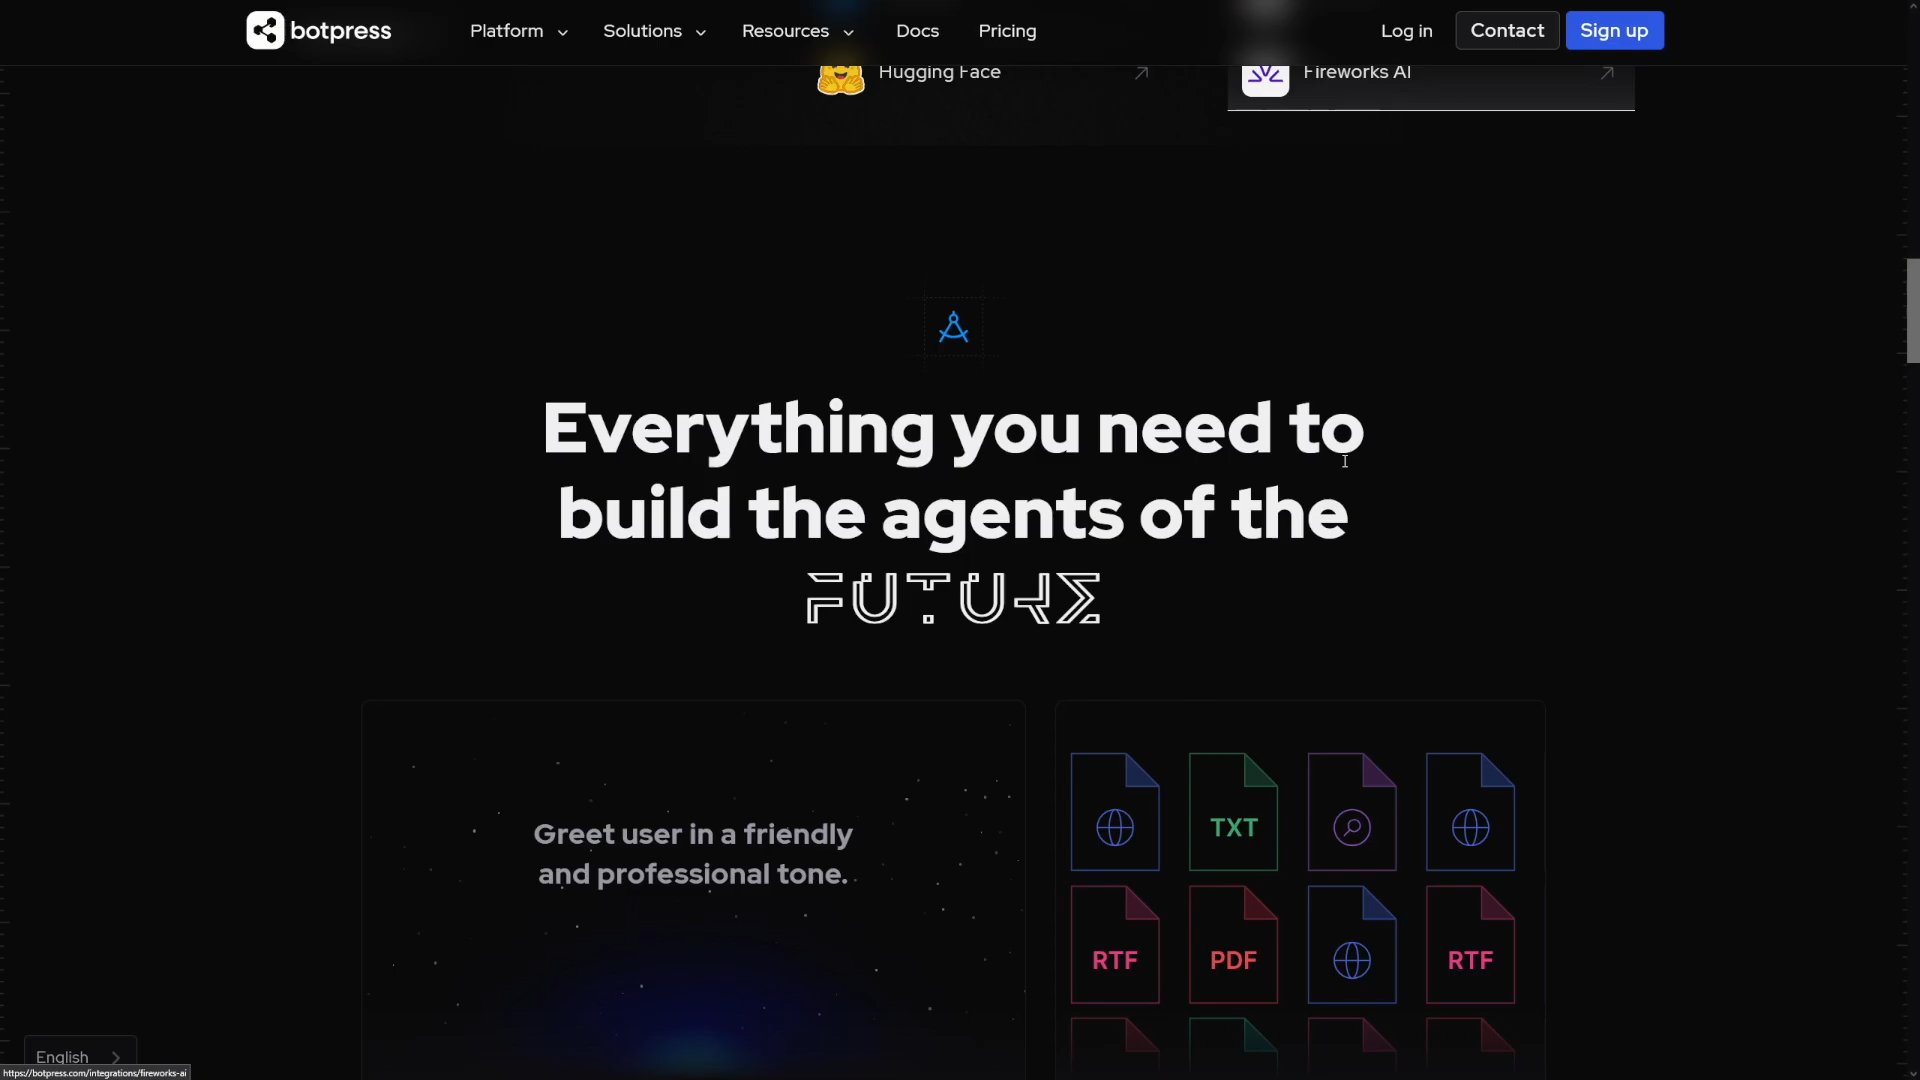 botpress
Platform
Solutions
Resources
Docs
Pricing
Log in
Contact
Sign up
Hugging Face
Fireworks AI
Everything you need to
build the agents of the
FUTURE
Greet user in a friendly
and professional tone.
TXT
RTF
PDF
RTF
English
https://botpress.com/integrations/fireworks-ai